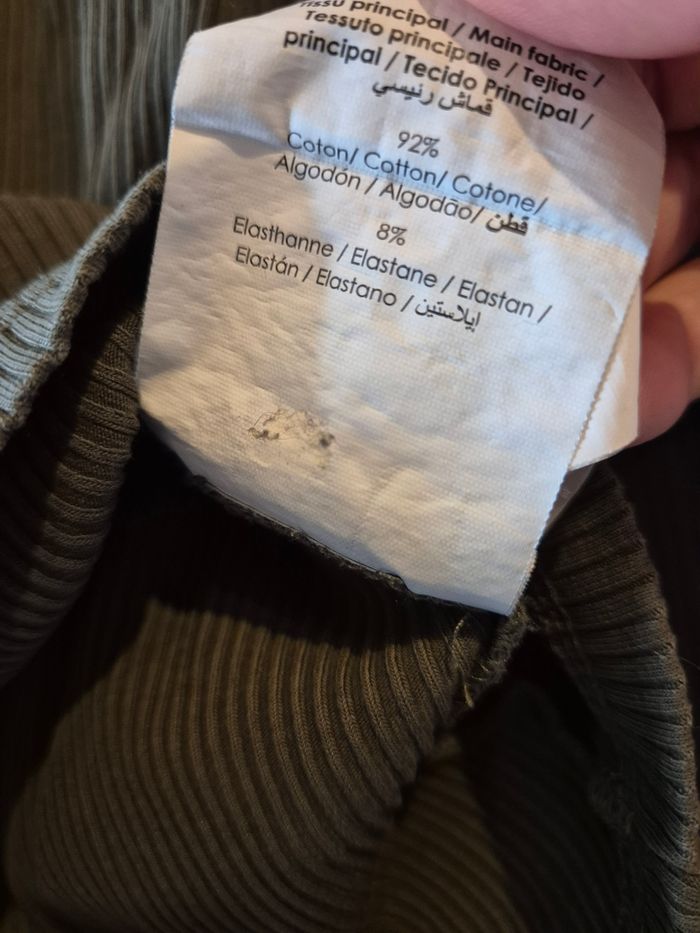 Tissu principal / Main fabric /
Tessuto principale / Tejido
principal / Tecido Principal /
قماش رئيسي
92%
Coton/ Cotton/ Cotone/
Algodón / Algodão/ قطن
8%
Elasthanne / Elastane / Elastan /
Elastán / Elastano / إيلاستين